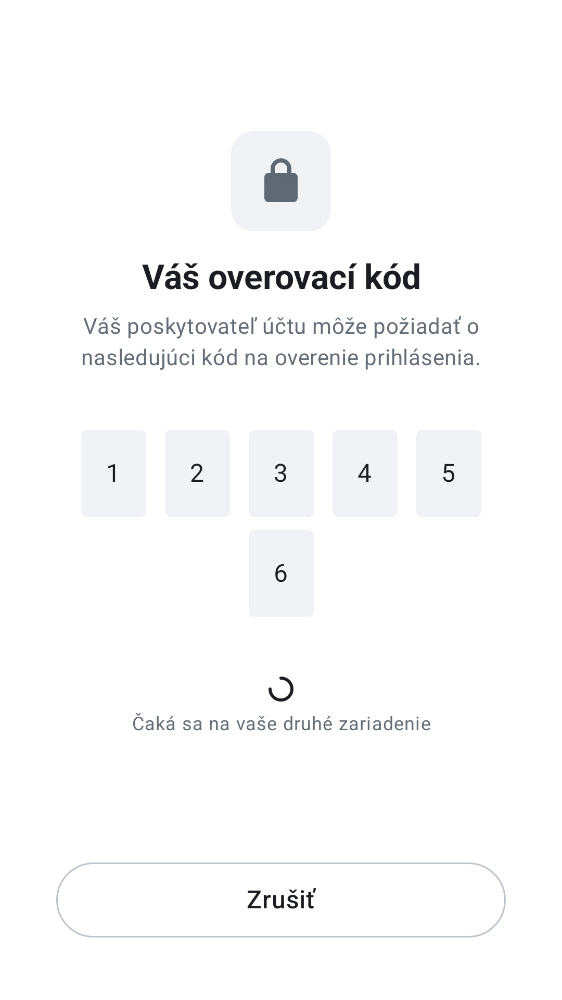 Váš overovací kód
Váš poskytovateľ účtu môže požiadať o
nasledujúci kód na overenie prihlásenia.
1 2 3 4 5
6
Čaká sa na vaše druhé zariadenie
Zrušiť